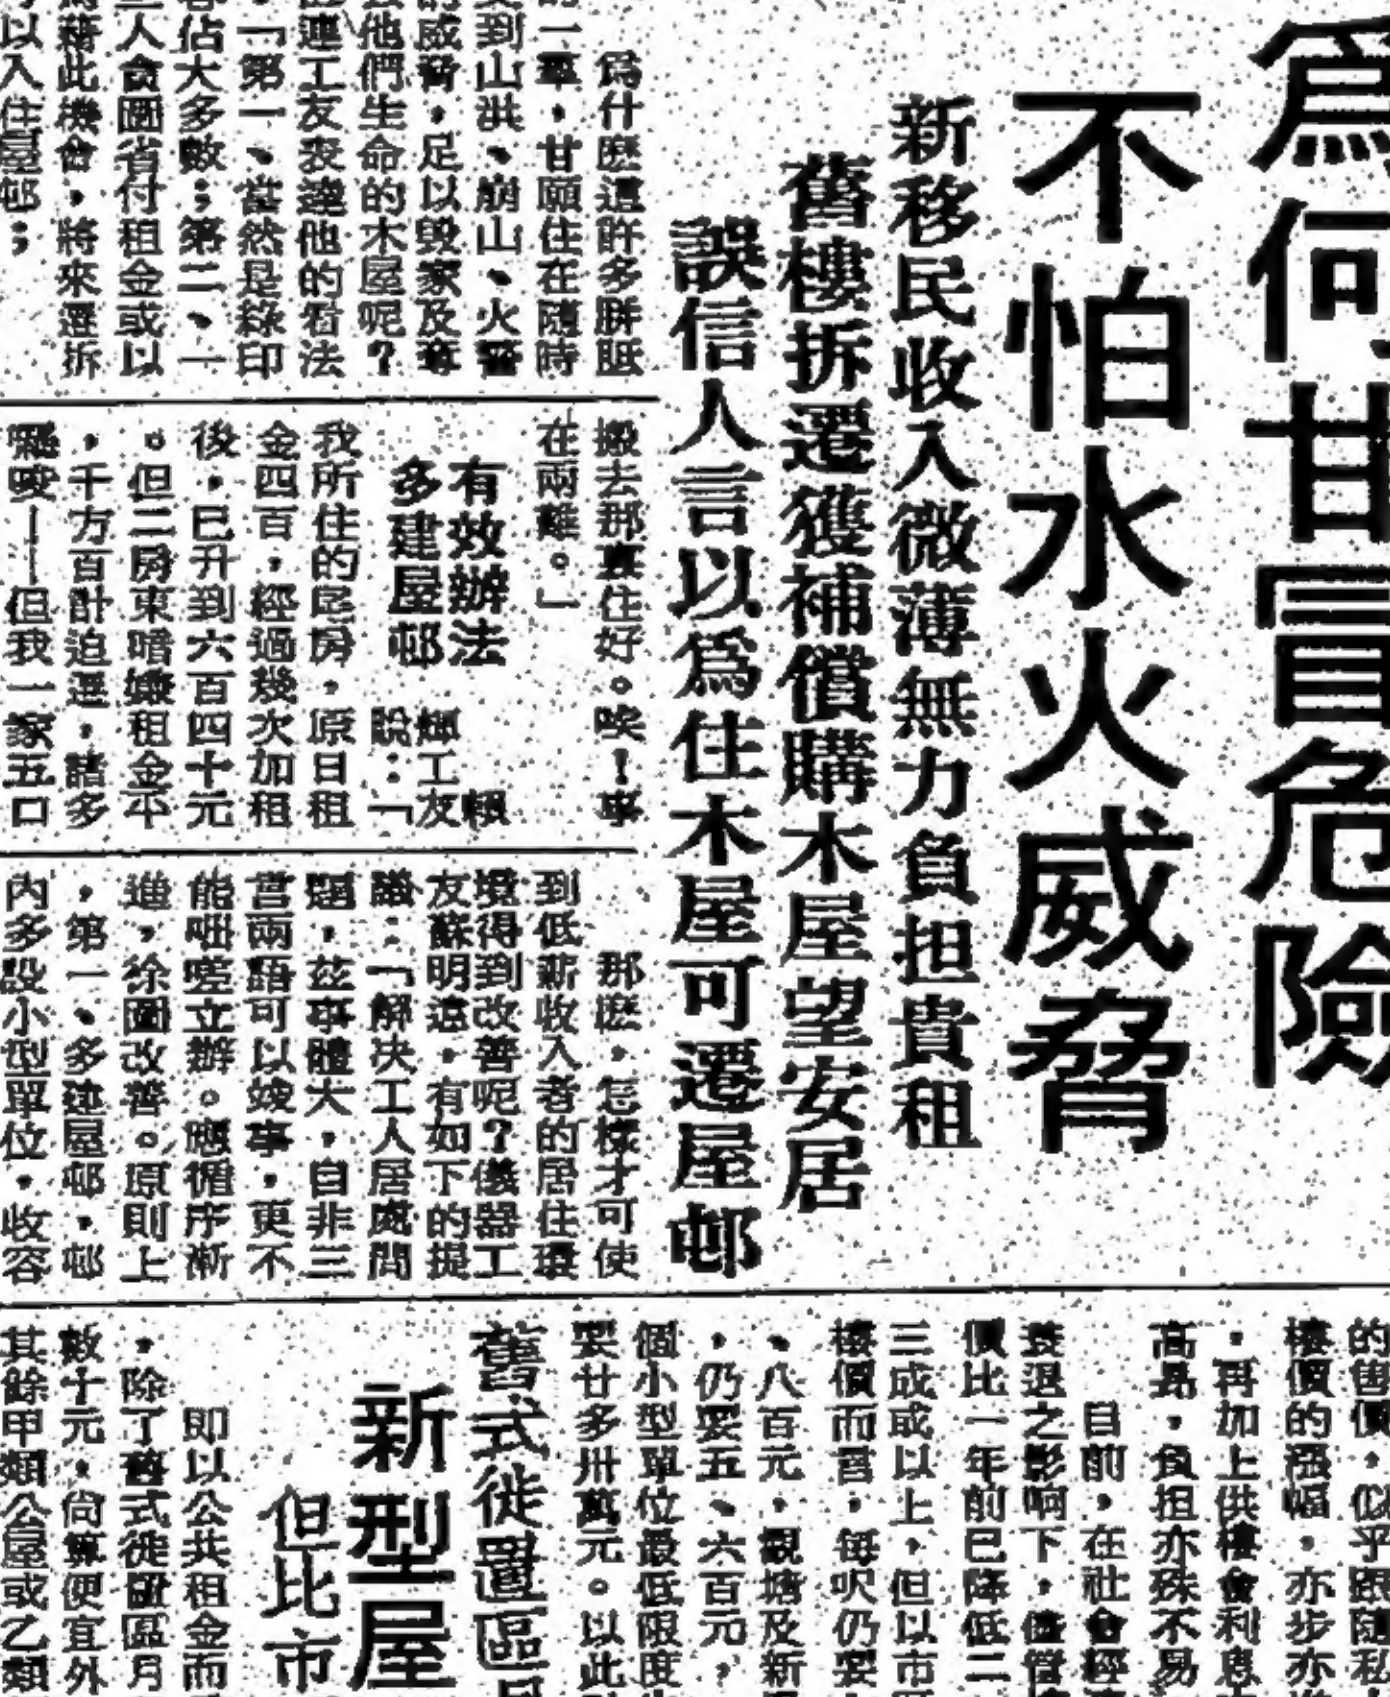 爲何甘冒危險
不怕水火威脅
新移民收入微薄無力負担貴租
舊樓拆遷獲補償購木屋望安居
誤信人言以爲住木屋可遷屋邨
爲什麽這許多胼胝
的一羣，甘願住在隨時
受到山洪、崩山、火警
的威脅，足以毀家及奪
去他們生命的木屋呢？
連工友表達他的看法
：「第一、當然是綠印
客佔大多數；第二、一
些人貪圖省付租金或以
爲藉此機會，將來遷拆
可以入住屋邨；
搬去那裏住好。唉！事
在兩難。」
有效辦法
多建屋邨
賴
輝工友
說：「
我所住的尾房，原日租
金四百，經過幾次加租
後，已升到六百四十元
。但二房東暗嫌租金不
，千方百計迫遷，諸多
但我一家五口
那麽，怎樣才可使
到低薪收入者的居住環
境得到改善呢？儀器工
友蘇明遠，有如下的提
議：「解决工人居處問
題，茲事體大，自非三
言兩語可以竣事，更不
能咄嗟立辦。應循序漸
進，徐圖改善。原則上
，第一、多建屋邨，邨
內多設小型單位，收容
的售價，似乎跟隨私
樓價的漲幅，亦步亦
，再加上供樓會利息
高昂，負担亦殊不易
目前，在社會經
衰退之影响下，儘管
價比一年前已降低二
三成或以上，但以市
樓價而言，每呎仍要
、八百元，觀塘及新
，仍要五、六百元，
個小型單位最低限度
要廿多卅萬元。以此
舊式徙置區
新型屋
但比市
即以公共租金而
，除了舊式徙置區月
數十元，尙算便宜外
其餘甲類公屋或乙類